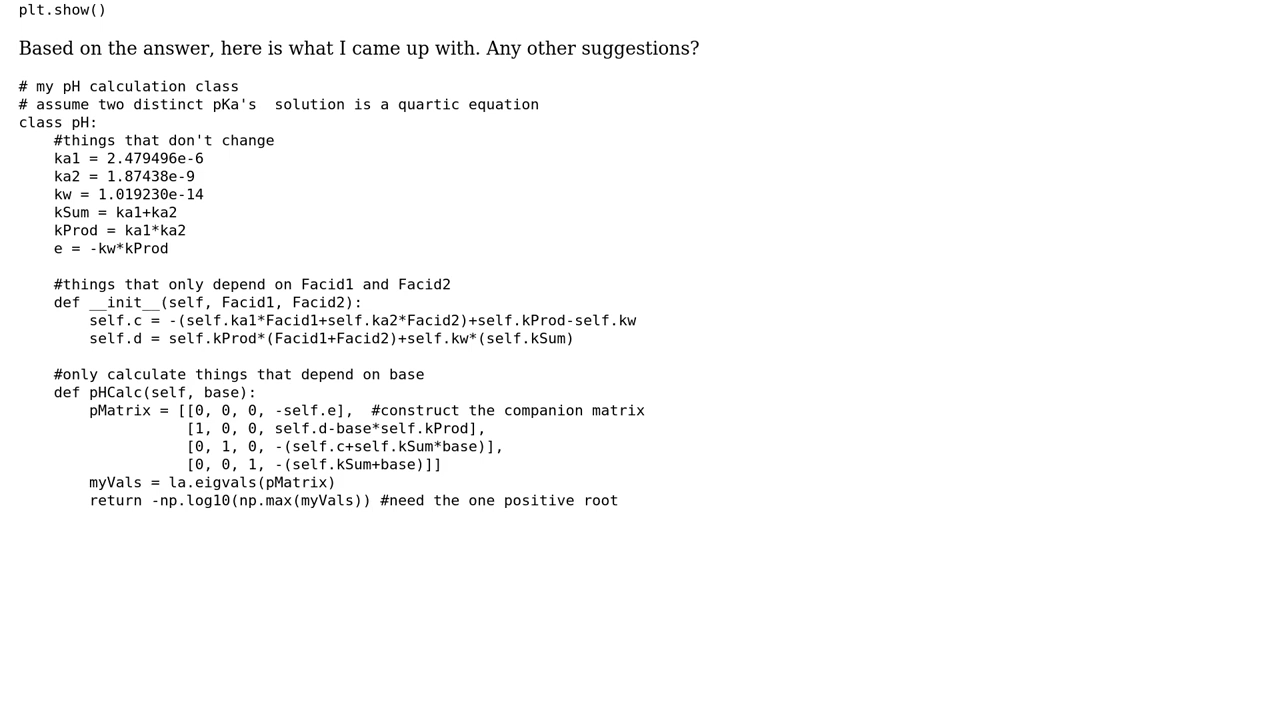 plt.show()
Based on the answer, here is what I came up with. Any other suggestions?
# my pH calculation class
# assume two distinct pKa's  solution is a quartic equation
class pH:
    #things that don't change
    ka1 = 2.479496e-6
    ka2 = 1.87438e-9
    kw = 1.019230e-14
    kSum = ka1+ka2
    kProd = ka1*ka2
    e = -kw*kProd

    #things that only depend on Facid1 and Facid2
    def __init__(self, Facid1, Facid2):
        self.c = -(self.ka1*Facid1+self.ka2*Facid2)+self.kProd-self.kw
        self.d = self.kProd*(Facid1+Facid2)+self.kw*(self.kSum)

    #only calculate things that depend on base
    def pHCalc(self, base):
        pMatrix = [[0, 0, 0, -self.e],  #construct the companion matrix
                   [1, 0, 0, self.d-base*self.kProd],
                   [0, 1, 0, -(self.c+self.kSum*base)],
                   [0, 0, 1, -(self.kSum+base)]]
        myVals = la.eigvals(pMatrix)
        return -np.log10(np.max(myVals)) #need the one positive root